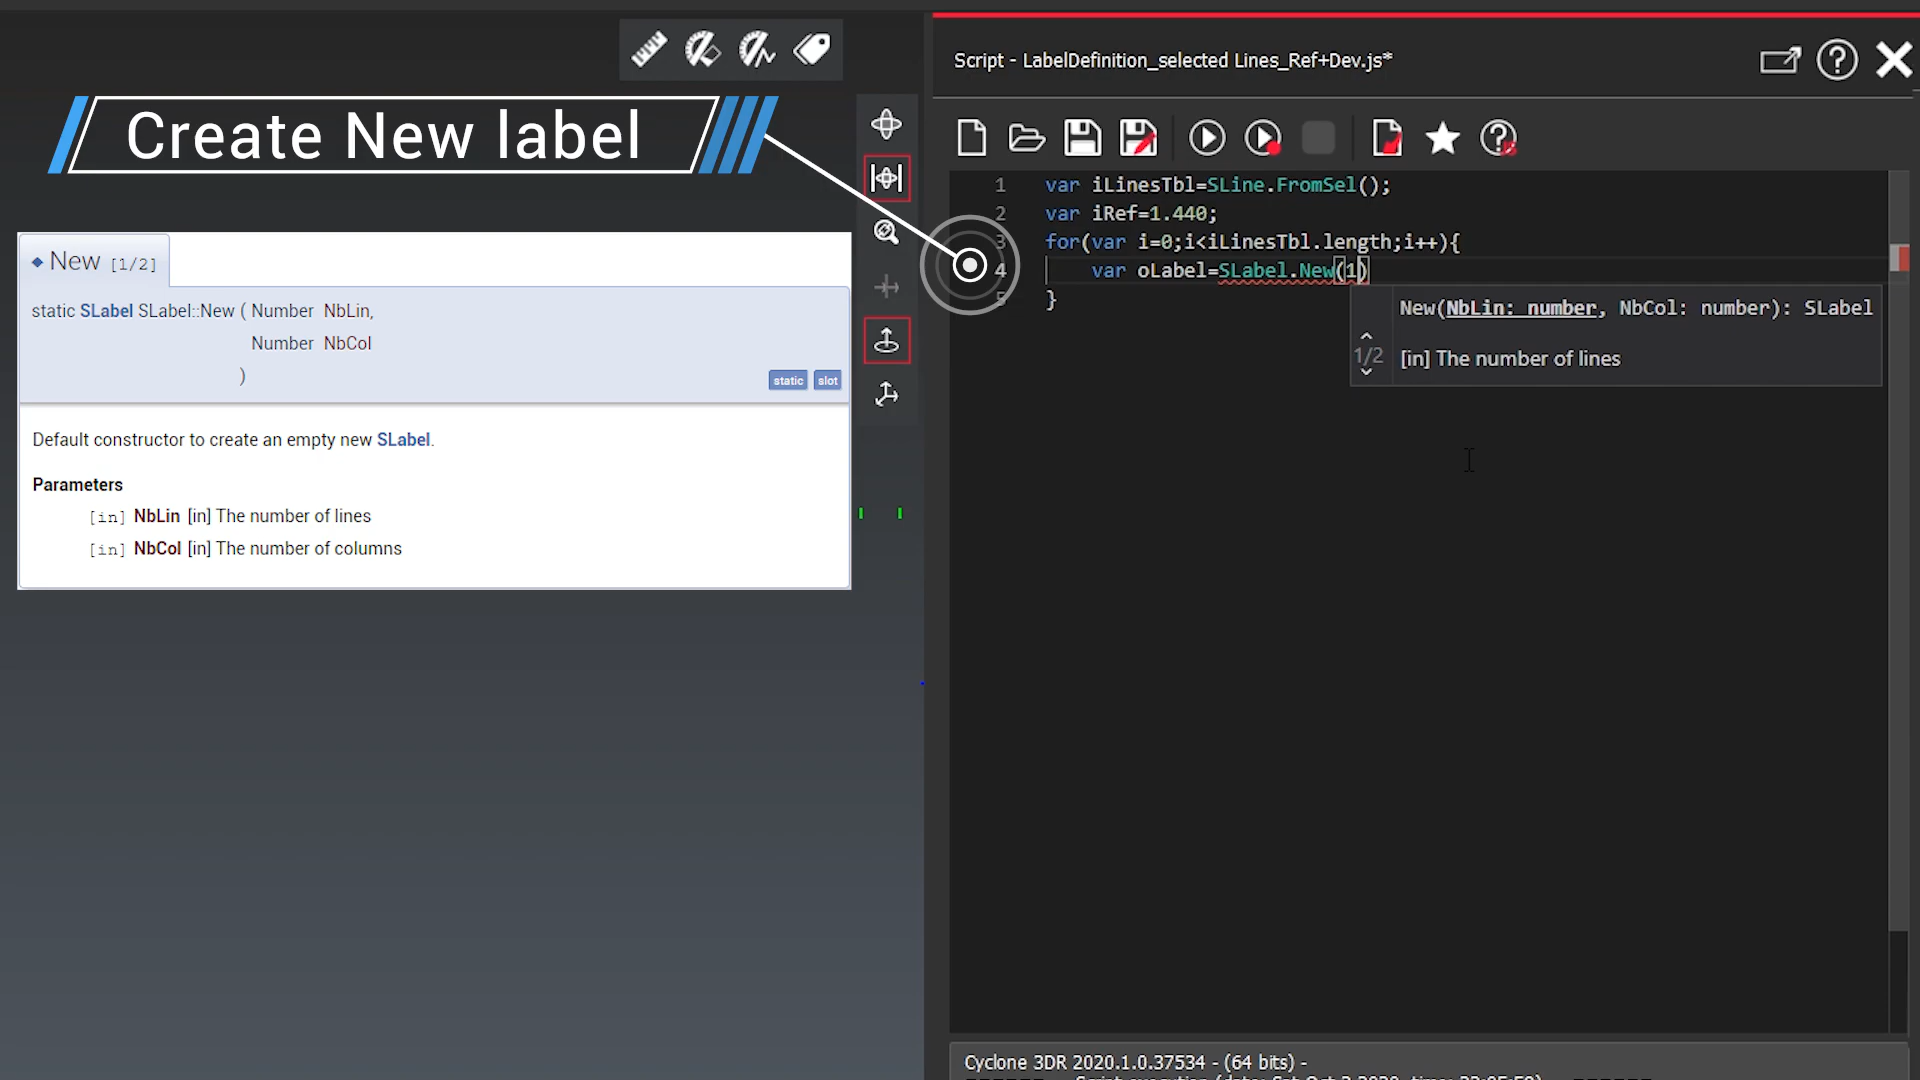 Create New label
New [1/2]
static SLabel SLabel::New ( Number NbLin,
Number NbCol
)
static slot
Default constructor to create an empty new SLabel.
Parameters
[in] NbLin [in] The number of lines
[in] NbCol [in] The number of columns
Script - LabelDefinition_selected Lines_Ref+Dev.js*
1 var iLinesTbl=SLine.FromSel();
2 var iRef=1.440;
3 for(var i=0;i<iLinesTbl.length;i++){
4 var oLabel=SLabel.New(1)
5 }
New(NbLin: number, NbCol: number): SLabel
1/2 [in] The number of lines
Cyclone 3DR 2020.1.0.37534 - (64 bits) -